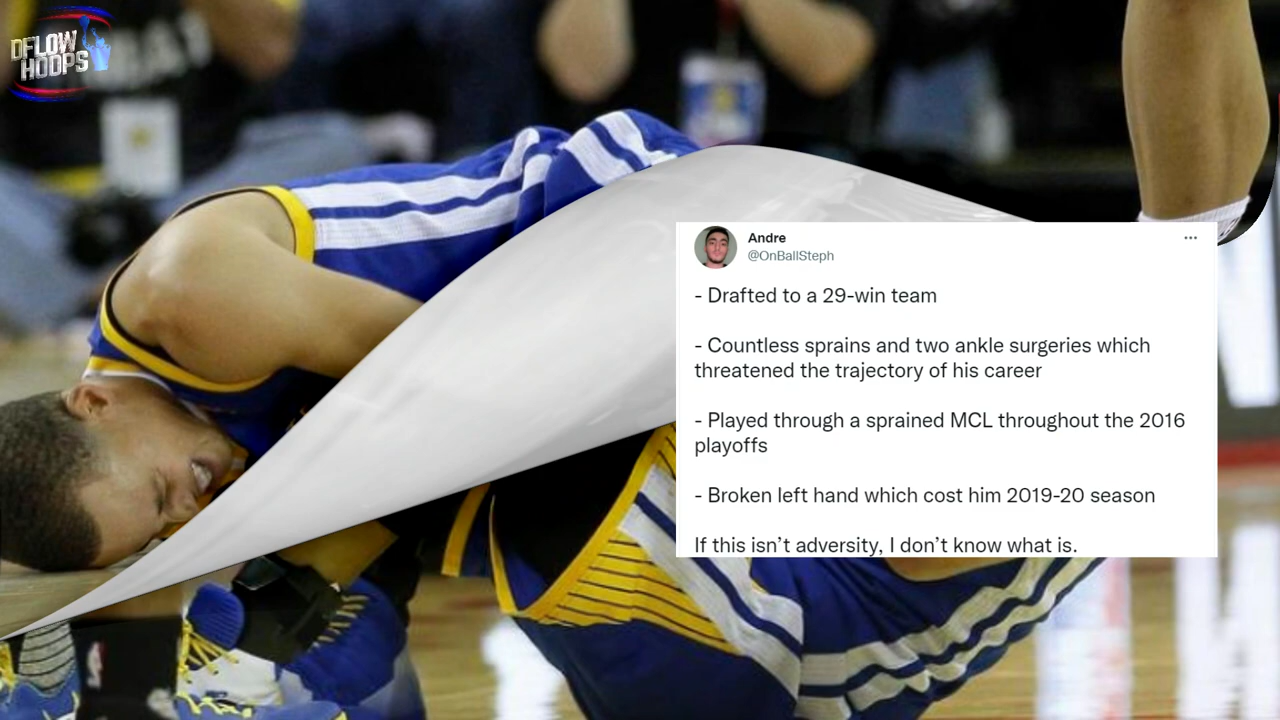 DFLOW
HOOPS
Andre
@OnBallSteph
- Drafted to a 29-win team
- Countless sprains and two ankle surgeries which
threatened the trajectory of his career
- Played through a sprained MCL throughout the 2016
playoffs
- Broken left hand which cost him 2019-20 season
If this isn't adversity, I don't know what is.